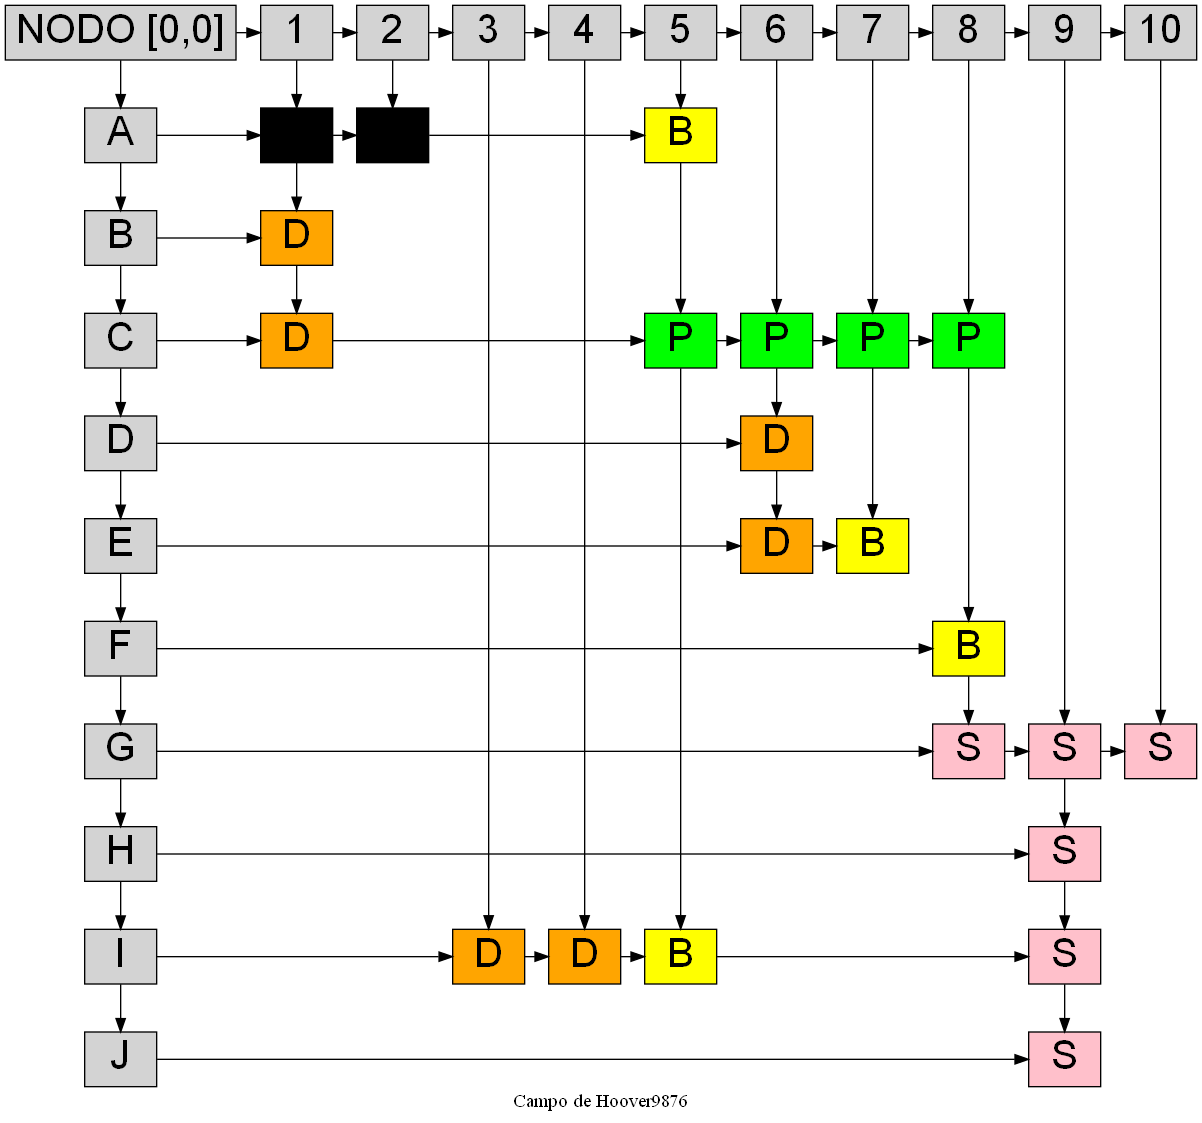 NODO [0,0] 1 2 3 4 5 6 7 8 9 10
A B
B D
C D P P P P
D D
E D B
F B
G S S S
H S
I D D B S
J S
Campo de Hoover9876